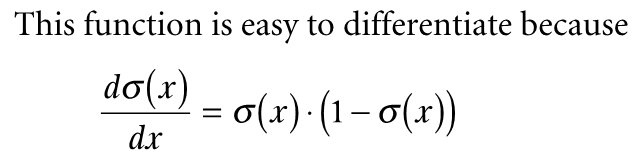 This function is easy to differentiate because
dσ(x)/dx = σ(x) · (1 − σ(x))